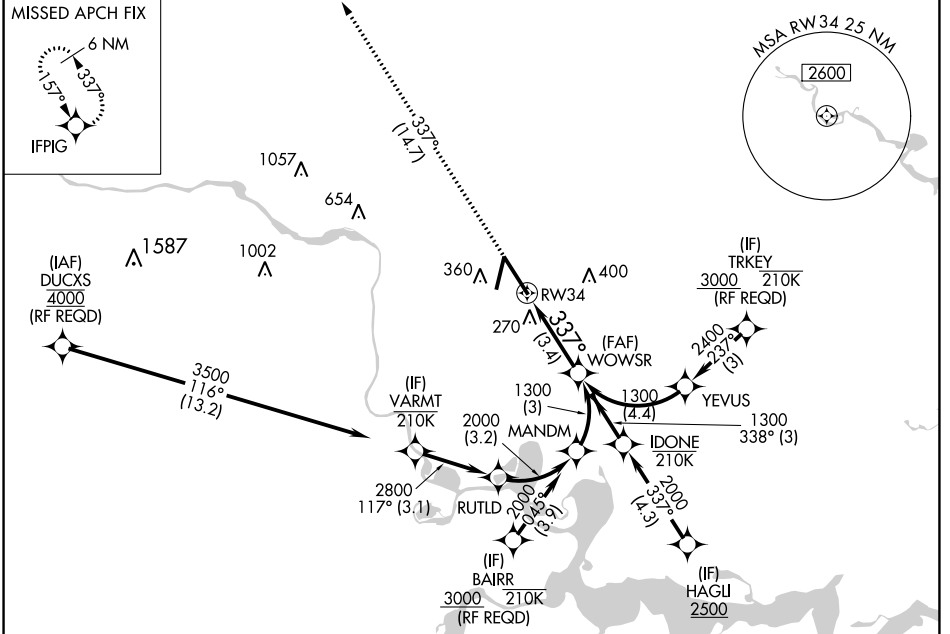 MISSED APCH FIX
6 NM
337°
157°
IFPIG
MSA RW34 25 NM
2600
337°
(14.7)
1057
654
1587
1002
(IAF)
DUCXS
4000
(RF REQD)
3500
116°
(13.2)
360
400
RW34
270
337°
(3.4)
(FAF)
WOWSR
(IF)
TRKEY
3000 210K
(RF REQD)
2400
237°
(3)
YEVUS
1300
(4.4)
1300
(3)
1300
338° (3)
(IF)
VARMT
210K
2000
(3.2)
MANDM
IDONE
210K
2800
117° (3.1)
RUTLD
2000
045°
(3.9)
2000
337°
(4.3)
(IF)
BAIRR
3000 210K
(RF REQD)
(IF)
HAGLI
2500